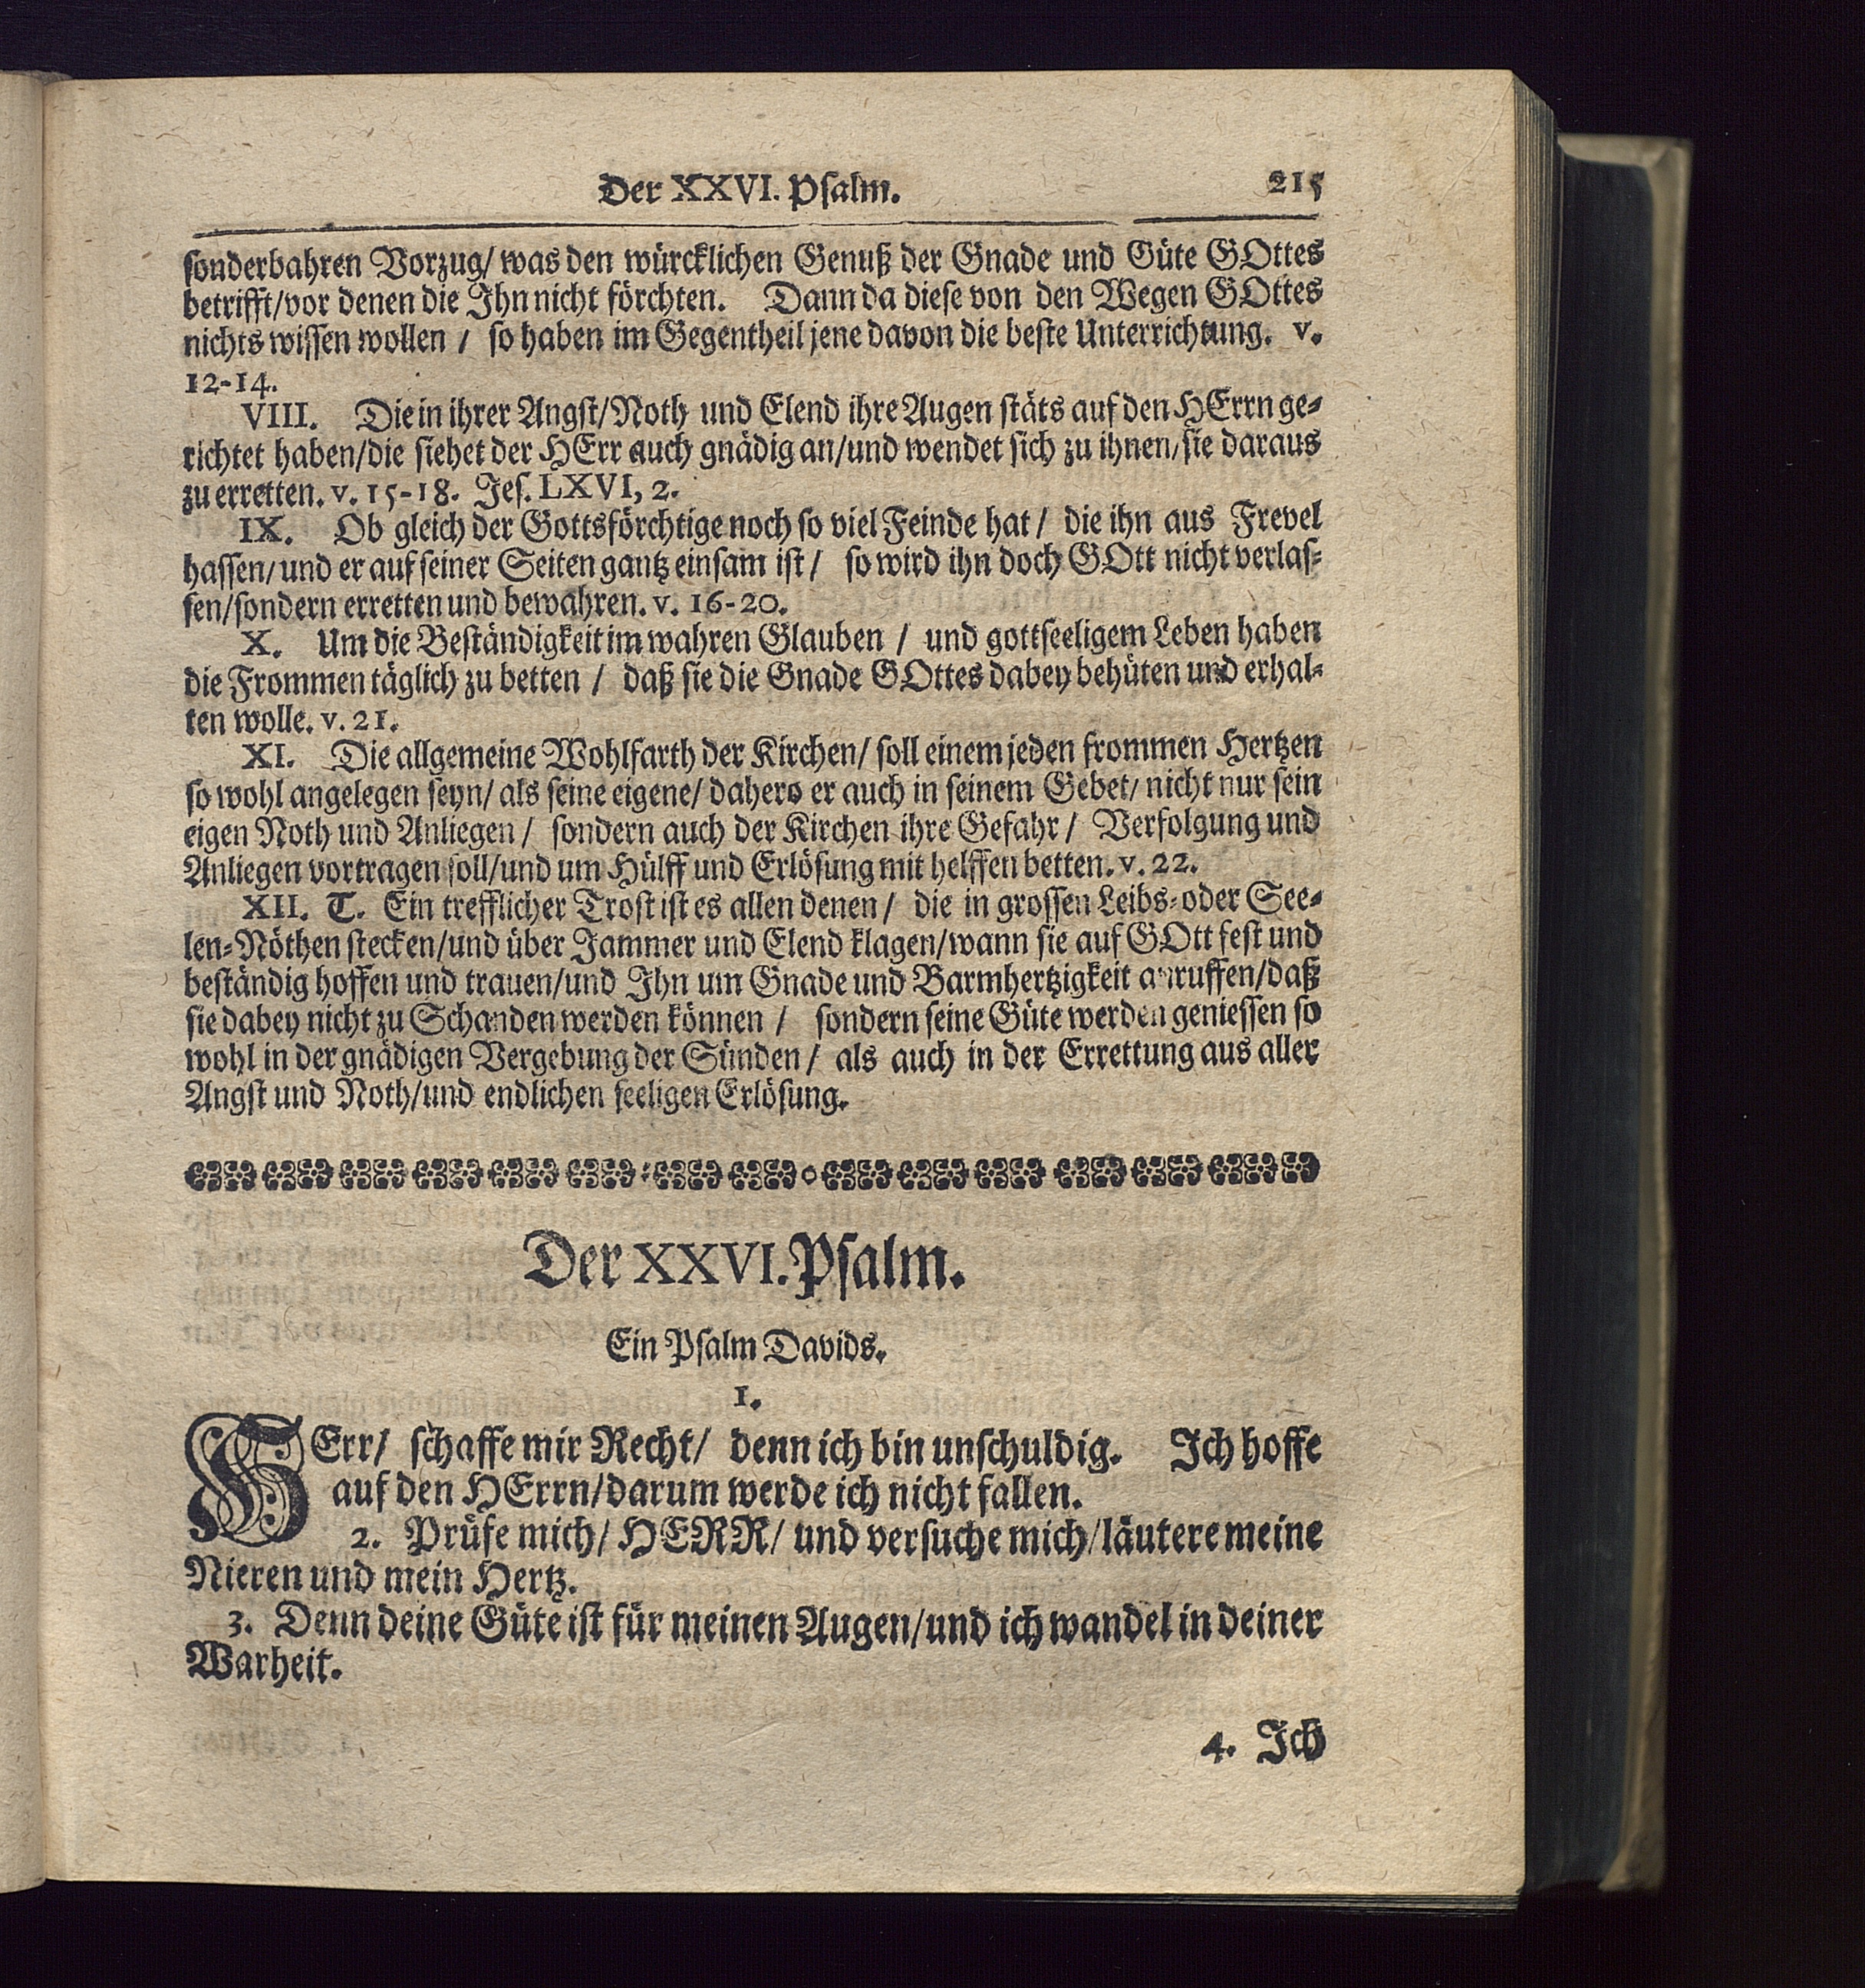 Der XXVI. Psalm. 215
sonderbahren Vorzug/ was den würcklichen Genuß der Gnade und Güte GOttes
betrifft/vor denen die Ihn nicht förchten. Dann da diese von den Wegen GOttes
nichts wissen wollen / so haben im Gegentheil jene davon die beste Unterrichtung. v.
12-14.
VIII. Die in ihrer Angst/Noth und Elend ihre Augen stäts auf den HErrn ge-
richtet haben/die siehet der HErr auch gnädig an/und wendet sich zu ihnen/sie daraus
zu erretten. v. 15-18. Jes. LXVI, 2.
IX. Ob gleich der Gottsförchtige noch so viel Feinde hat / die ihn aus Frevel
hassen/ und er auf seiner Seiten gantz einsam ist / so wird ihn doch GOtt nicht verlas-
sen/sondern erretten und bewahren. v. 16-20.
X. Um die Beständigkeit im wahren Glauben / und gottseeligem Leben haben
die Frommen täglich zu betten / daß sie die Gnade GOttes dabey behüten und erhal-
ten wolle. v. 21.
XI. Die allgemeine Wohlfarth der Kirchen/ soll einem jeden frommen Hertzen
so wohl angelegen seyn/ als seine eigene/ dahero er auch in seinem Gebet/ nicht nur sein
eigen Noth und Anliegen / sondern auch der Kirchen ihre Gefahr / Verfolgung und
Anliegen vortragen soll/und um Hülff und Erlösung mit helffen betten. v. 22.
XII. T. Ein trefflicher Trost ist es allen denen / die in grossen Leibs- oder See-
len-Nöthen stecken/und über Jammer und Elend klagen/wann sie auf GOtt fest und
beständig hoffen und trauen/und Ihn um Gnade und Barmhertzigkeit anruffen/daß
sie dabey nicht zu Schanden werden können / sondern seine Güte werden geniessen so
wohl in der gnädigen Vergebung der Sünden / als auch in der Errettung aus aller
Angst und Noth/und endlichen seeligen Erlösung.
Der XXVI. Psalm.
Ein Psalm Davids.
1.
HErr/ schaffe mir Recht/ denn ich bin unschuldig. Ich hoffe
auf den HErrn/darum werde ich nicht fallen.
2. Prüfe mich/ HERR/ und versuche mich/läutere meine
Nieren und mein Hertz.
3. Denn deine Güte ist für meinen Augen/und ich wandel in deiner
Warheit.
4. Ich